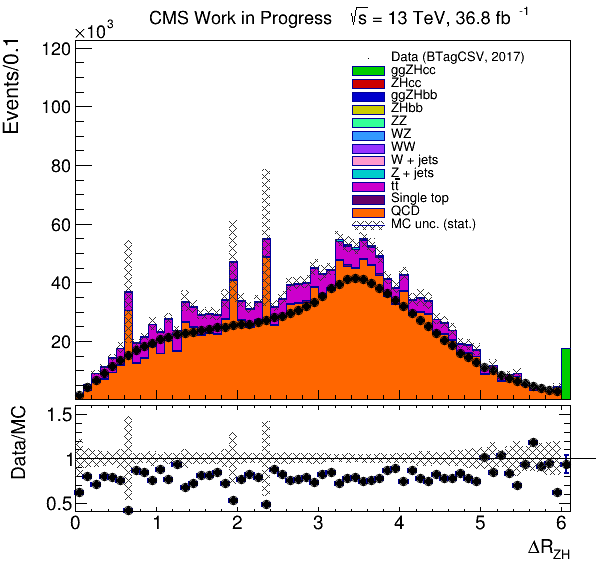 CMS Work in Progress √s = 13 TeV, 36.8 fb⁻¹
×10³
Events/0.1
120
100
80
60
40
20
Data (BTagCSV, 2017)
ggZHcc
ZHcc
ggZHbb
ZHbb
ZZ
WZ
WW
W + jets
Z + jets
tt̅
Single top
QCD
MC unc. (stat.)
Data/MC
1.5
1
0.5
0 1 2 3 4 5 6
ΔR_ZH